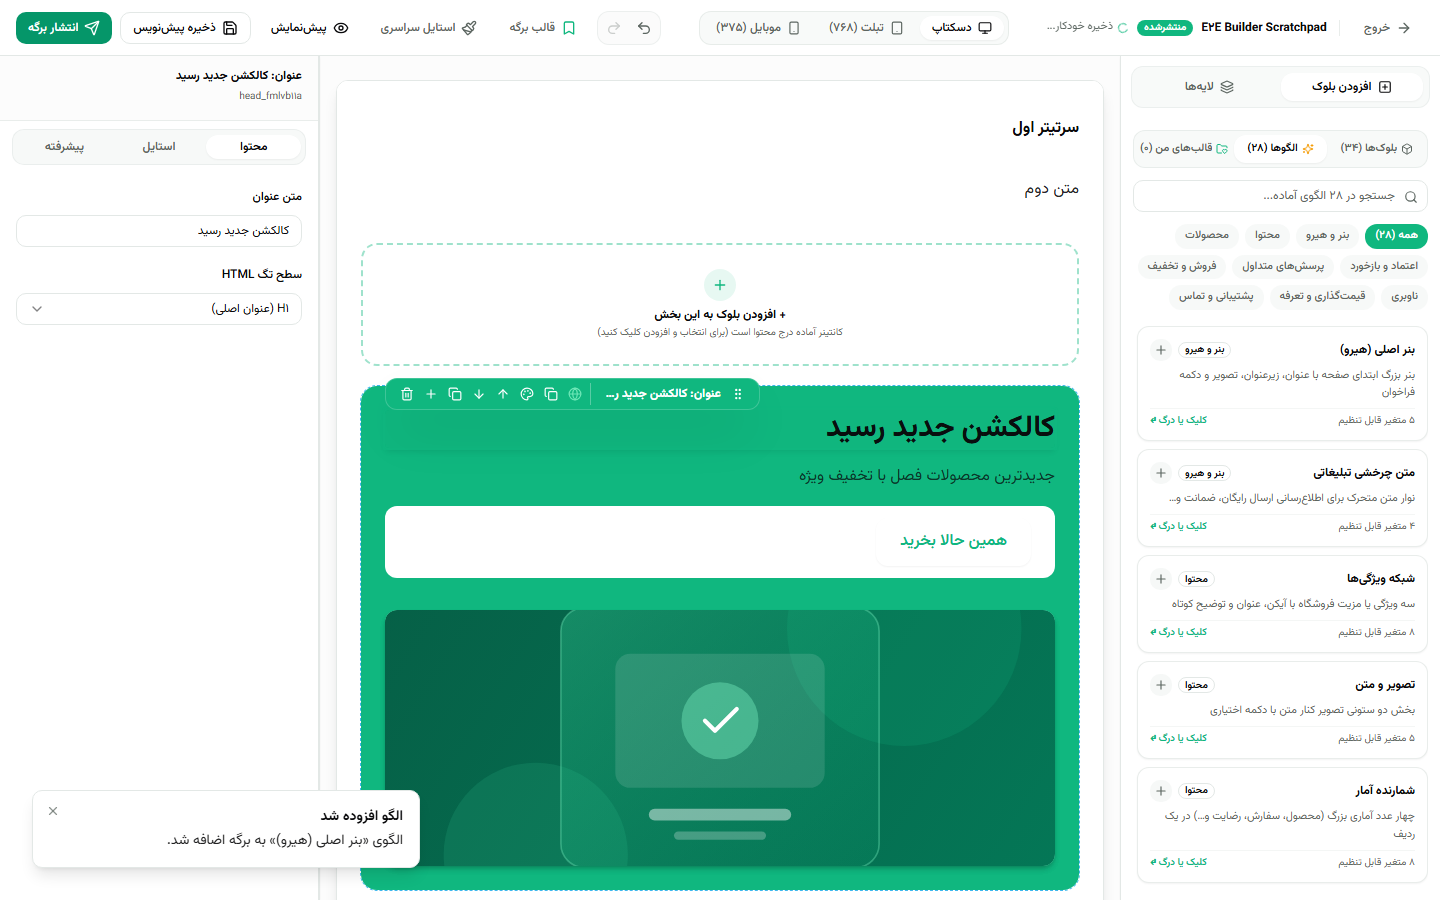 خروج
E2E Builder Scratchpad
منتشرشده
ذخیره خودکار...
دسکتاپ
تبلت (۷۶۸)
موبایل (۳۷۵)
قالب برگه
استایل سراسری
پیش‌نمایش
ذخیره پیش‌نویس
انتشار برگه
افزودن بلوک
لایه‌ها
بلوک‌ها (۳۴)
الگوها (۲۸)
قالب‌های من (۰)
جستجو در ۲۸ الگوی آماده...
همه (۲۸)
بنر و هیرو
محتوا
محصولات
اعتماد و بازخورد
پرسش‌های متداول
فروش و تخفیف
ناوبری
قیمت‌گذاری و تعرفه
پشتیبانی و تماس
بنر اصلی (هیرو)
بنر و هیرو
بنر بزرگ ابتدای صفحه با عنوان، زیرعنوان، تصویر و دکمه
فراخوان
۵ متغیر قابل تنظیم
کلیک یا درگ
متن چرخشی تبلیغاتی
بنر و هیرو
نوار متن متحرک برای اطلاع‌رسانی ارسال رایگان، ضمانت و...
۴ متغیر قابل تنظیم
کلیک یا درگ
شبکه ویژگی‌ها
محتوا
سه ویژگی یا مزیت فروشگاه با آیکن، عنوان و توضیح کوتاه
۸ متغیر قابل تنظیم
کلیک یا درگ
تصویر و متن
محتوا
بخش دو ستونی تصویر کنار متن با دکمه اختیاری
۵ متغیر قابل تنظیم
کلیک یا درگ
شمارنده آمار
محتوا
چهار عدد آماری بزرگ (محصول، سفارش، رضایت و...) در یک
ردیف
۸ متغیر قابل تنظیم
کلیک یا درگ
سرتیتر اول
متن دوم
+ افزودن بلوک به این بخش
کانتینر آماده درج محتوا است (برای انتخاب و افزودن کلیک کنید)
عنوان: کالکشن جدید ر...
کالکشن جدید رسید
جدیدترین محصولات فصل با تخفیف ویژه
همین حالا بخرید
عنوان: کالکشن جدید رسید
head_fmlvb11a
محتوا
استایل
پیشرفته
متن عنوان
کالکشن جدید رسید
سطح تگ HTML
H1 (عنوان اصلی)
الگو افزوده شد
الگوی «بنر اصلی (هیرو)» به برگه اضافه شد.